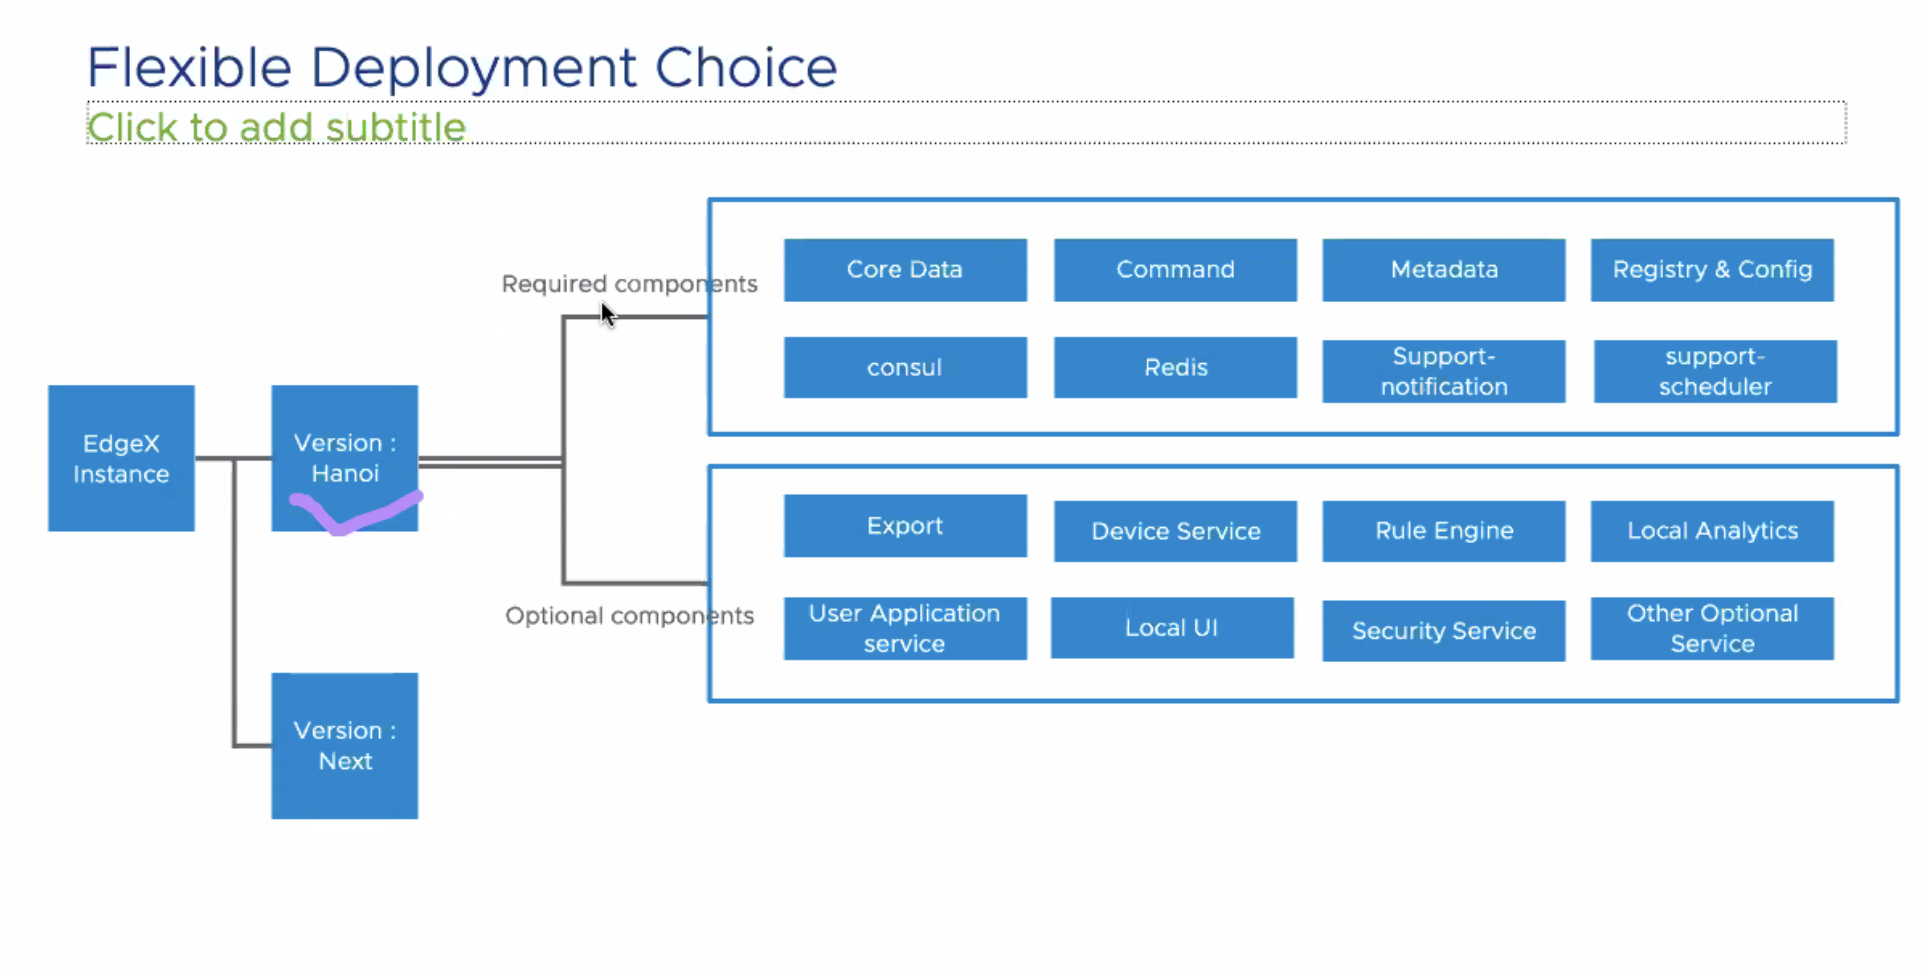 Flexible Deployment Choice
Click to add subtitle
Required components
Core Data
Command
Metadata
Registry & Config
consul
Redis
Support-
notification
support-
scheduler
EdgeX
Instance
Version :
Hanoi
Optional components
Export
Device Service
Rule Engine
Local Analytics
User Application
service
Local UI
Security Service
Other Optional
Service
Version :
Next